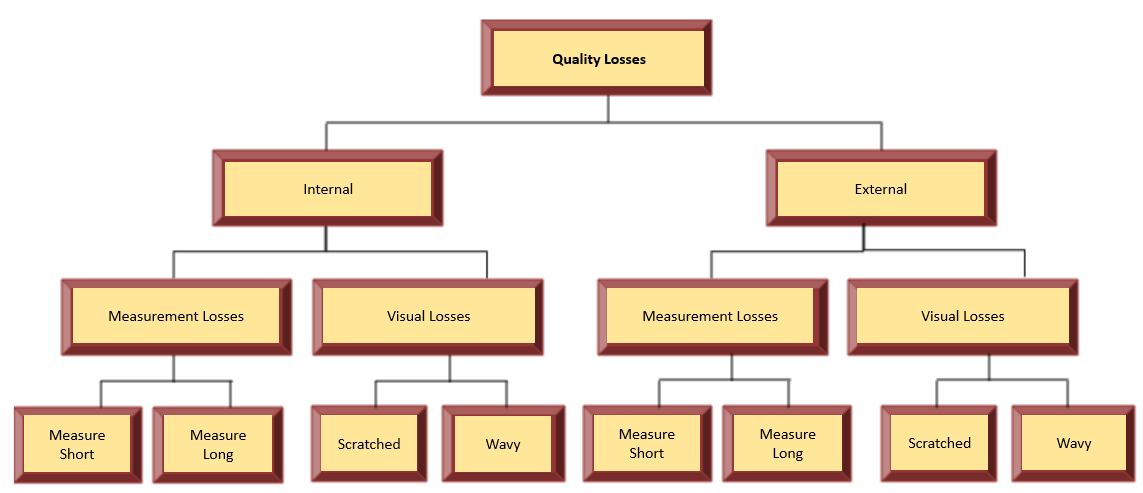 Quality Losses
Internal
External
Measurement Losses
Visual Losses
Measurement Losses
Visual Losses
Measure
Short
Measure
Long
Scratched
Wavy
Measure
Short
Measure
Long
Scratched
Wavy